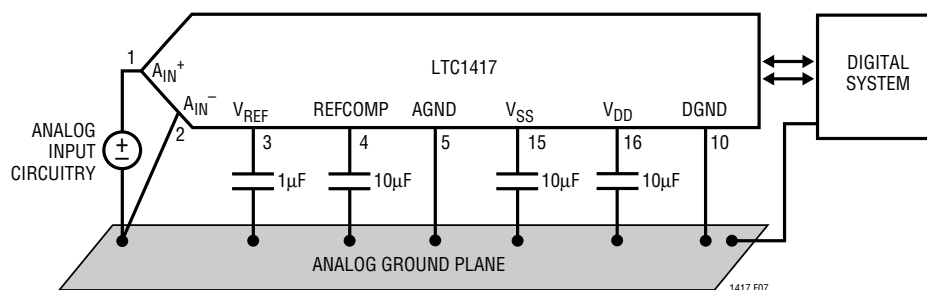 1
A_IN^+
A_IN^−
2
LTC1417
V_REF
REFCOMP
AGND
V_SS
V_DD
DGND
3
4
5
15
16
10
DIGITAL
SYSTEM
ANALOG
INPUT
CIRCUITRY
+
−
1µF
10µF
10µF
10µF
ANALOG GROUND PLANE
1417 F07